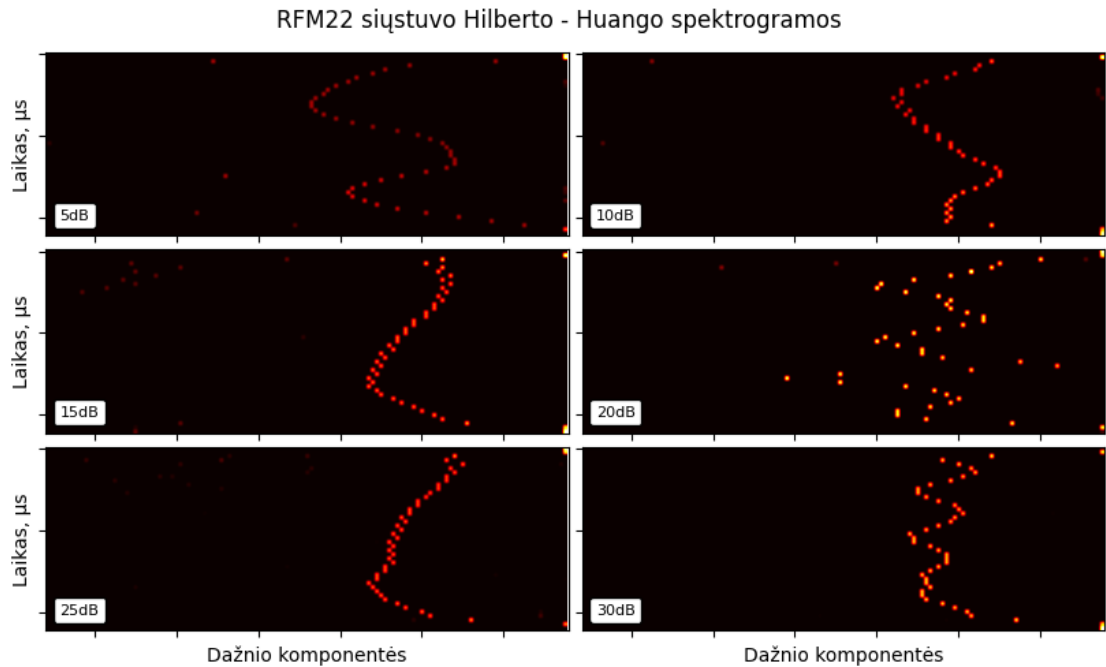 RFM22 siųstuvo Hilberto - Huango spektrogramos
Laikas, µs
5dB
10dB
Laikas, µs
15dB
20dB
Laikas, µs
25dB
30dB
Dažnio komponentės
Dažnio komponentės